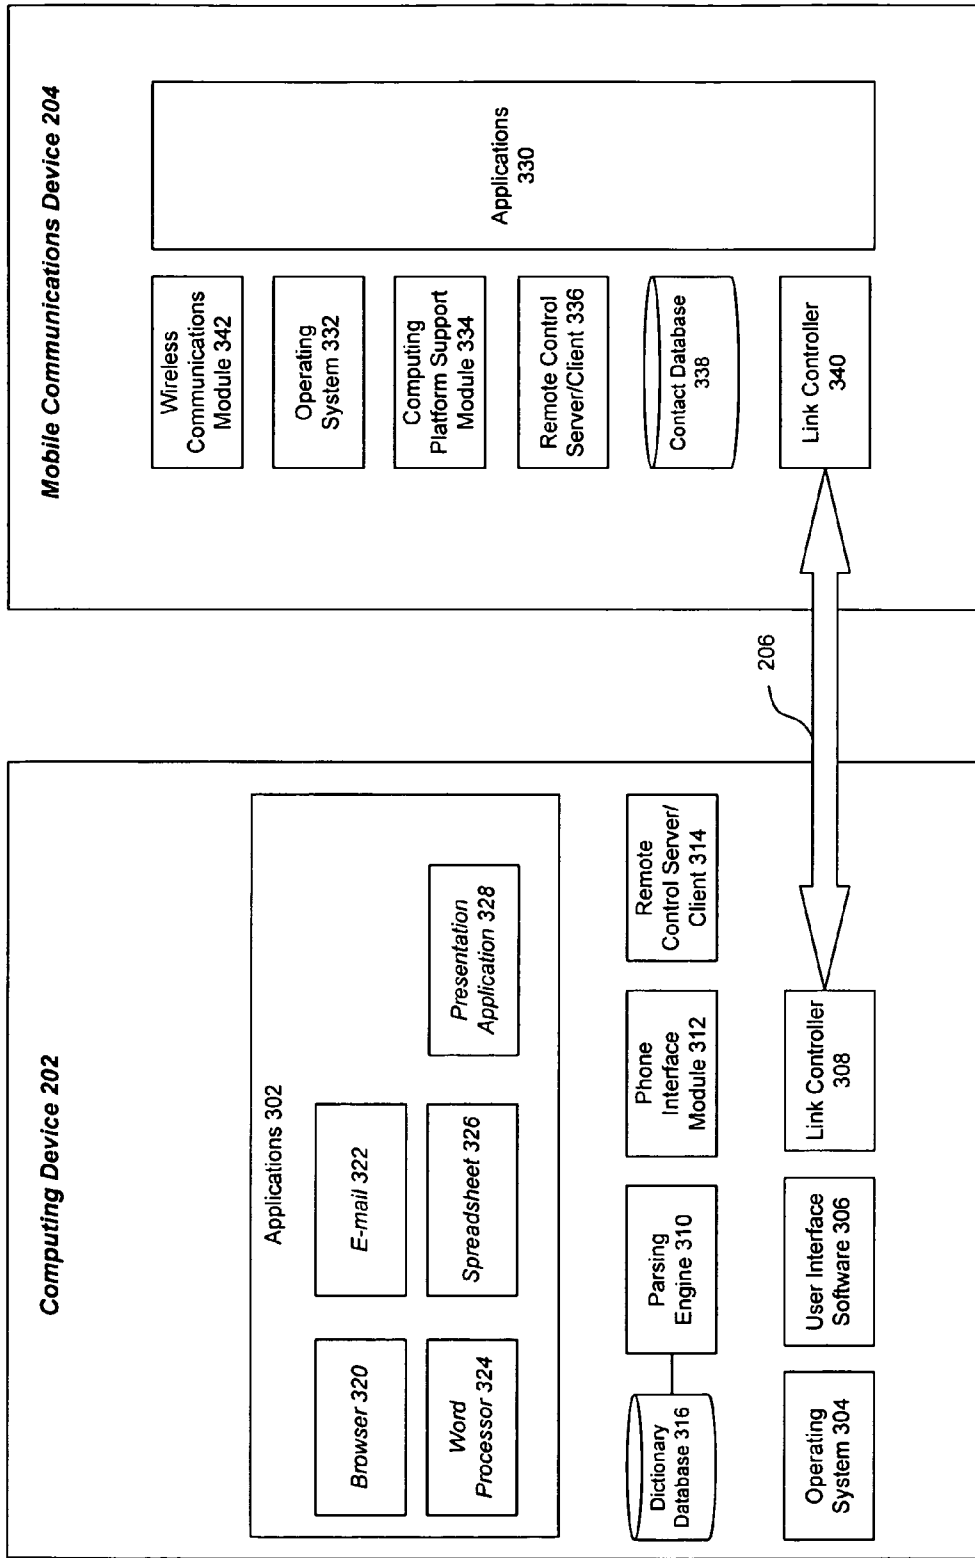 Computing Device 202
Applications 302
Browser 320
E-mail 322
Word
Processor 324
Spreadsheet 326
Presentation
Application 328
Dictionary
Database 316
Parsing
Engine 310
Phone
Interface
Module 312
Remote
Control Server/
Client 314
Operating
System 304
User Interface
Software 306
Link Controller
308
206
Mobile Communications Device 204
Wireless
Communications
Module 342
Operating
System 332
Computing
Platform Support
Module 334
Remote Control
Server/Client 336
Contact Database
338
Link Controller
340
Applications
330